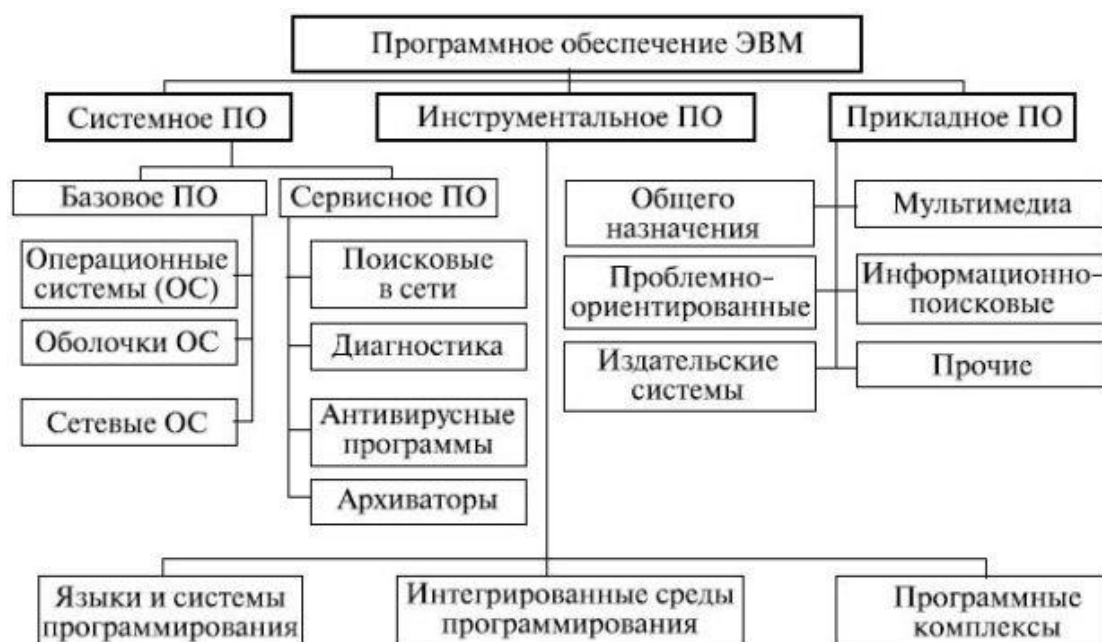 Программное обеспечение ЭВМ
Системное ПО
Инструментальное ПО
Прикладное ПО
Базовое ПО
Сервисное ПО
Операционные
системы (ОС)
Оболочки ОС
Сетевые ОС
Поисковые
в сети
Диагностика
Антивирусные
программы
Архиваторы
Общего
назначения
Проблемно-
ориентированные
Издательские
системы
Мультимедиа
Информационно-
поисковые
Прочие
Языки и системы
программирования
Интегрированные среды
программирования
Программные
комплексы